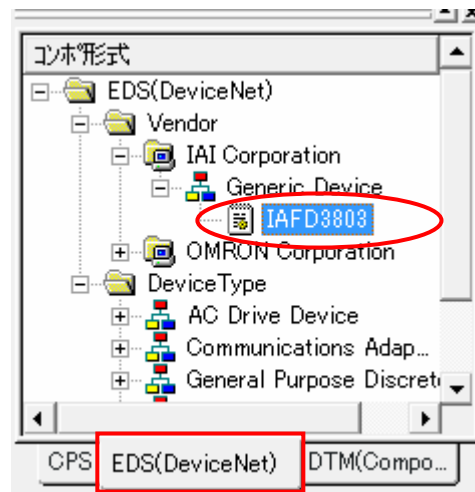 コンポ形式
EDS(DeviceNet)
Vendor
IAI Corporation
Generic Device
IAFD3803
OMRON Corporation
DeviceType
AC Drive Device
Communications Adap...
General Purpose Discret
CPS EDS(DeviceNet) DTM(Compo...